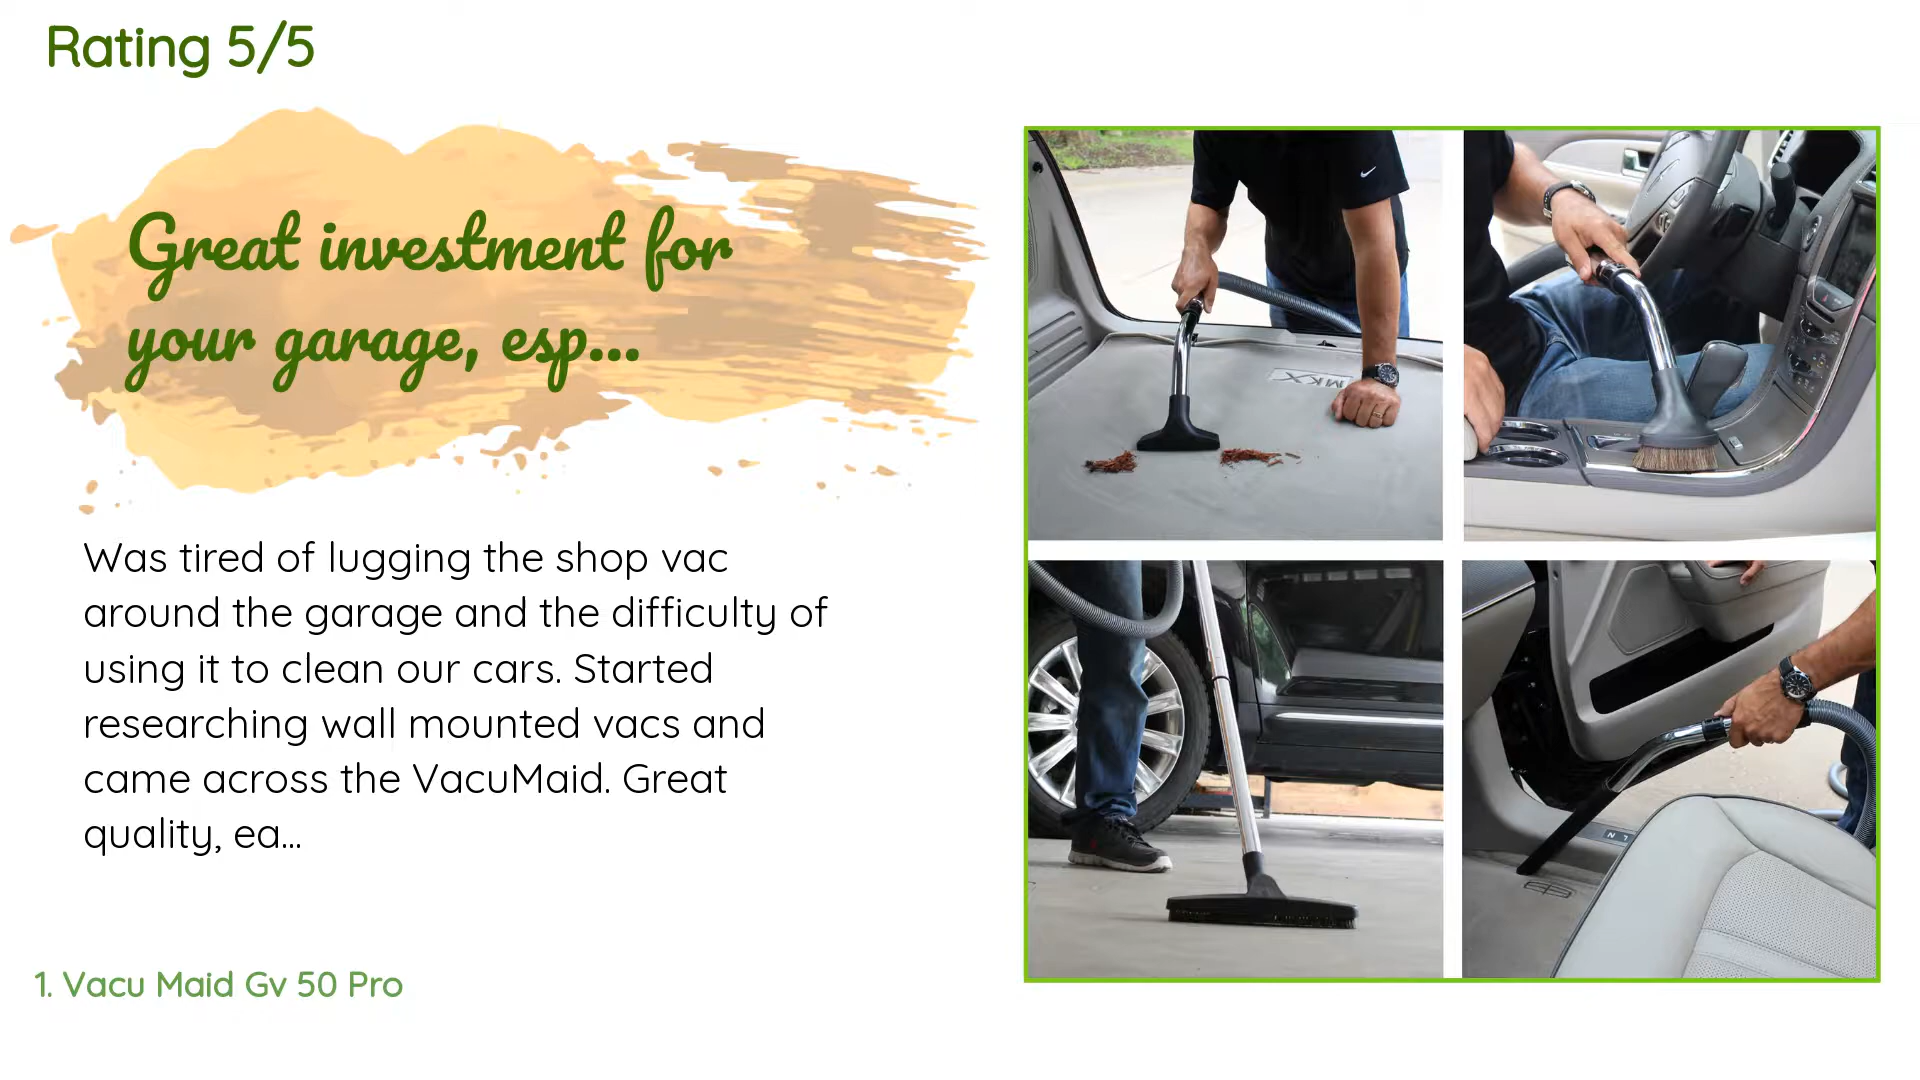 Rating 5/5
Great investment for
your garage, esp...
Was tired of lugging the shop vac
around the garage and the difficulty of
using it to clean our cars. Started
researching wall mounted vacs and
came across the VacuMaid. Great
quality, ea...
1. Vacu Maid Gv 50 Pro
MKX
N L